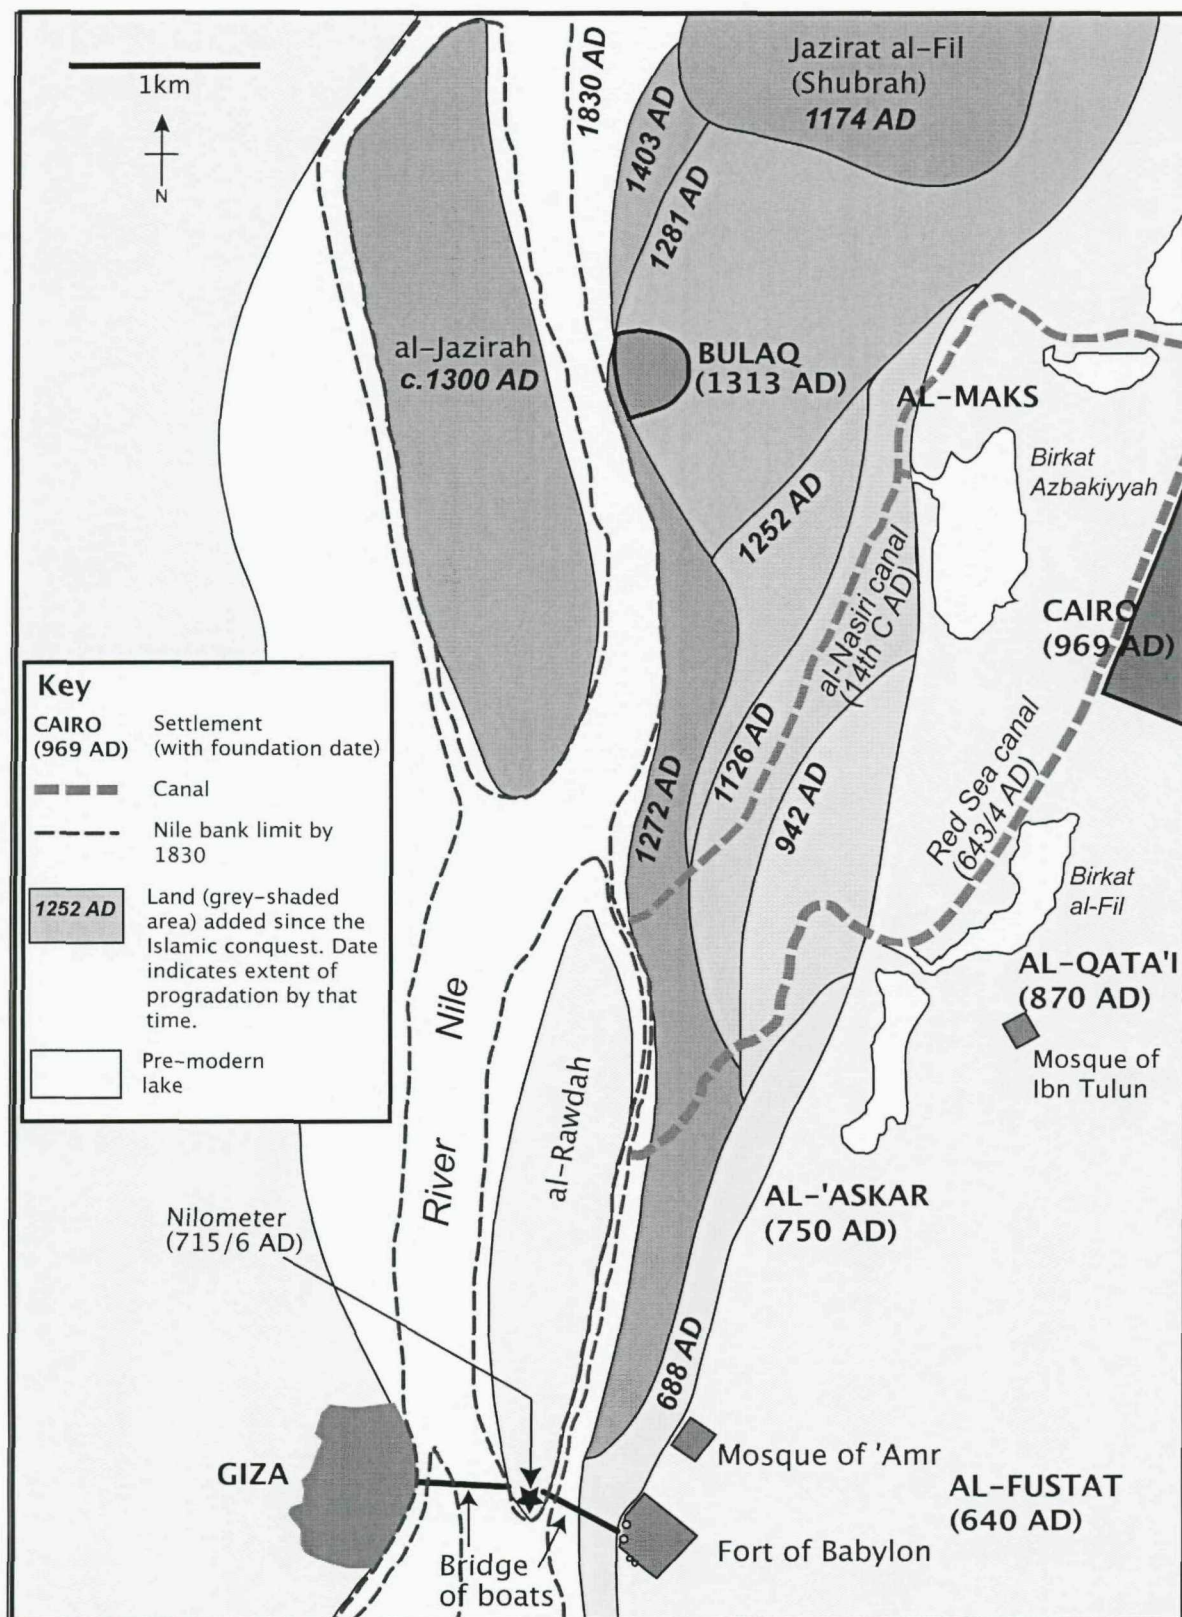 1km
N
1830 AD
1403 AD
1281 AD
Jazirat al-Fil
(Shubrah)
1174 AD
al-Jazirah
c.1300 AD
BULAQ
(1313 AD)
AL-MAKS
Birkat
Azbakiyyah
1252 AD
al-Nasiri canal
(14th C AD)
CAIRO
(969 AD)
Key
CAIRO
(969 AD)
Settlement
(with foundation date)
Canal
Nile bank limit by
1830
1252 AD
Land (grey-shaded
area) added since the
Islamic conquest. Date
indicates extent of
progradation by that
time.
Pre-modern
lake
1272 AD
1126 AD
942 AD
Red Sea canal
(643/4 AD)
Birkat
al-Fil
AL-QATA'I
(870 AD)
Mosque of
Ibn Tulun
River Nile
al-Rawdah
AL-'ASKAR
(750 AD)
Nilometer
(715/6 AD)
688 AD
GIZA
Mosque of 'Amr
AL-FUSTAT
(640 AD)
Fort of Babylon
Bridge
of boats